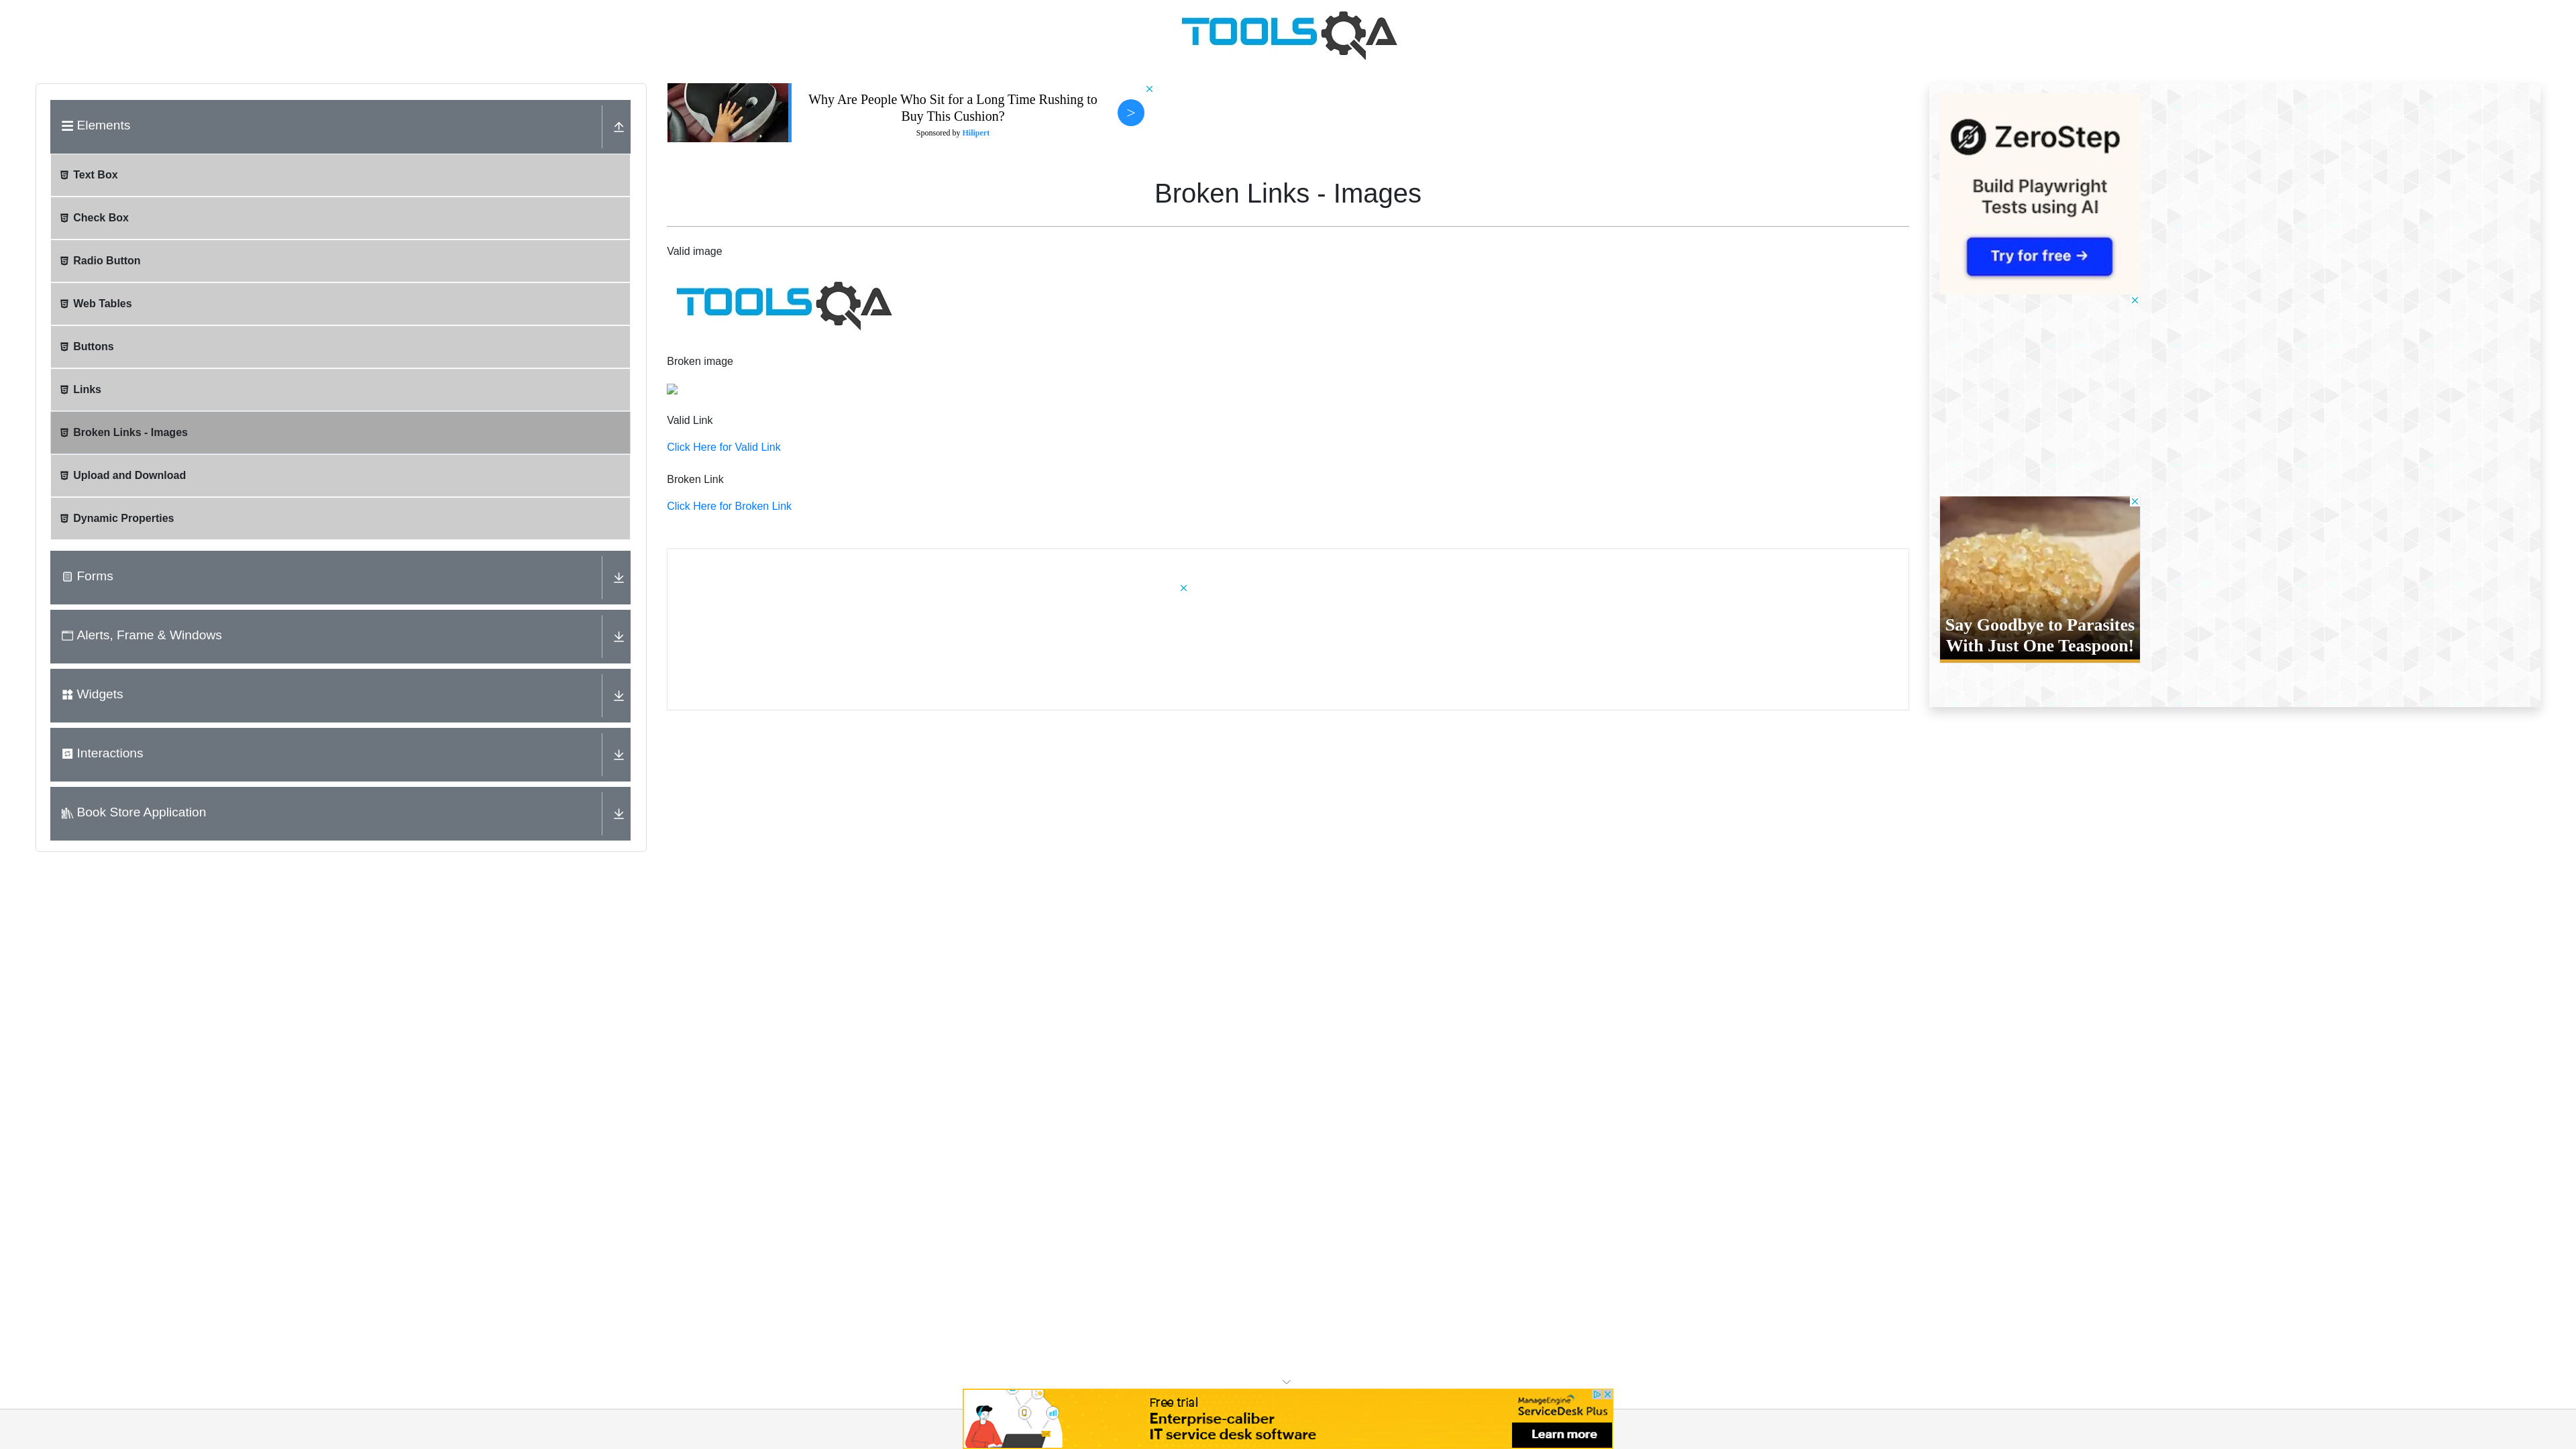 TOOLSQA
Elements
Text Box
Check Box
Radio Button
Web Tables
Buttons
Links
Broken Links - Images
Upload and Download
Dynamic Properties
Forms
Alerts, Frame & Windows
Widgets
Interactions
Book Store Application
Why Are People Who Sit for a Long Time Rushing to
Buy This Cushion?
Sponsored by Hilipert
>
Broken Links - Images
Valid image
TOOLSQA
Broken image
Valid Link
Click Here for Valid Link
Broken Link
Click Here for Broken Link
ZeroStep
Build Playwright
Tests using AI
Try for free →
Say Goodbye to Parasites
With Just One Teaspoon!
Free trial
Enterprise-caliber
IT service desk software
ManageEngine
ServiceDesk Plus
Learn more